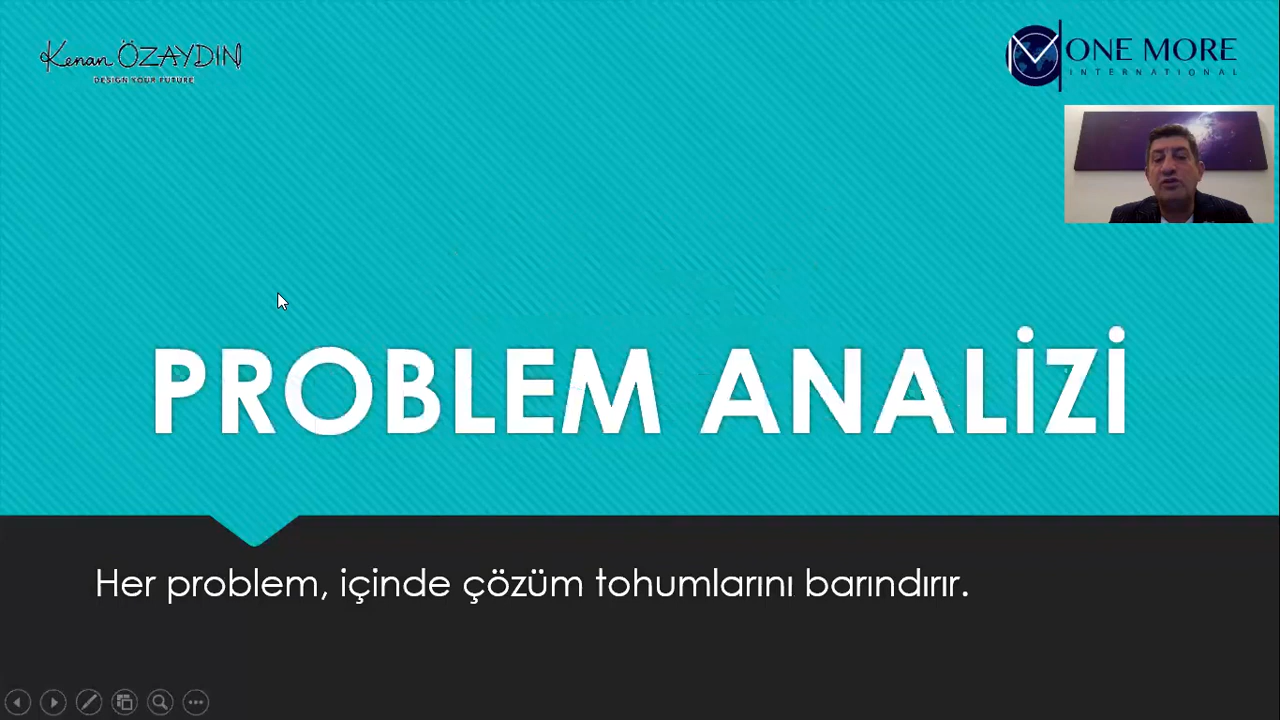 Kenan ÖZAYDIN
DESIGN YOUR FUTURE
ONE MORE
INTERNATIONAL
PROBLEM ANALİZİ
Her problem, içinde çözüm tohumlarını barındırır.